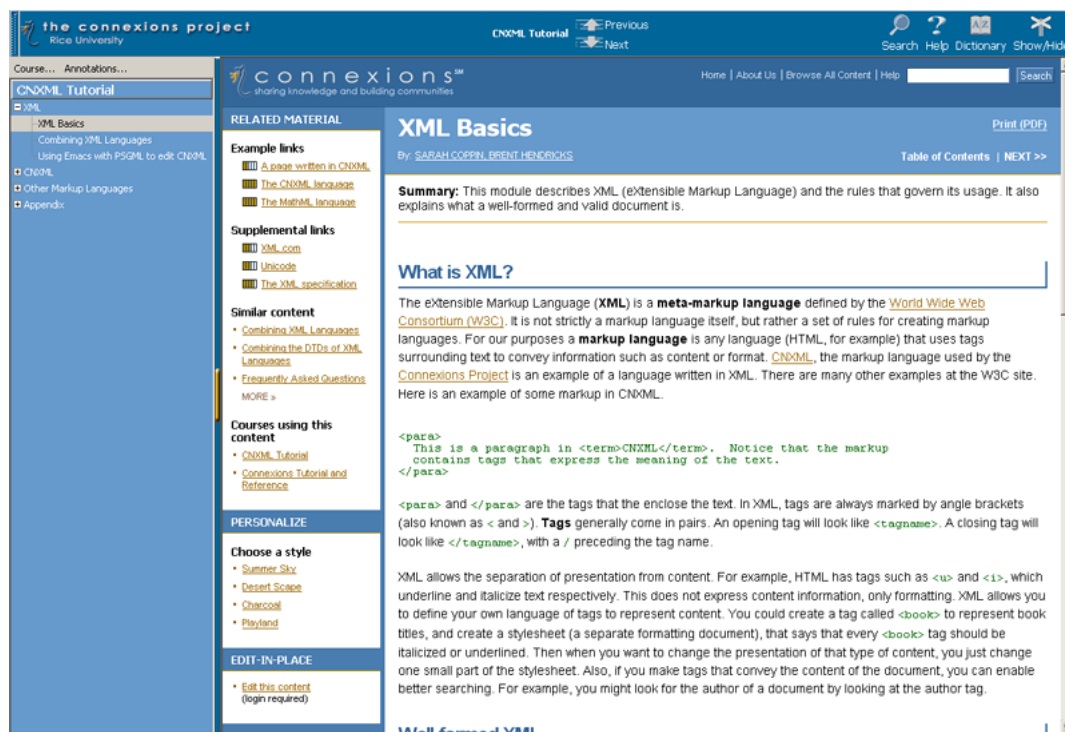 the connexions project
Rice University
CNXML Tutorial
Previous
Next
Search Help Dictionary Show/Hide
Course... Annotations...
CNXML Tutorial
XML
XML Basics
Combining XML Languages
Using Emacs with PSGML to edit CNXML
CNXML
Other Markup Languages
Appendix
connexions℠
sharing knowledge and building communities
Home | About Us | Browse All Content | Help
Search
RELATED MATERIAL
Example links
A page written in CNXML
The CNXML language
The MathML language
Supplemental links
XML.com
Unicode
The XML specification
Similar content
• Combining XML Languages
• Combining the DTDs of XML
Languages
• Frequently Asked Questions
MORE »
Courses using this
content
• CNXML Tutorial
• Connexions Tutorial and
Reference
PERSONALIZE
Choose a style
• Summer Sky
• Desert Scape
• Charcoal
• Playland
EDIT-IN-PLACE
• Edit this content
(login required)
XML Basics
Print (PDF)
By: SARAH COPPIN, BRENT HENDRICKS
Table of Contents | NEXT >>
Summary: This module describes XML (eXtensible Markup Language) and the rules that govern its usage. It also
explains what a well-formed and valid document is.
What is XML?
The eXtensible Markup Language (XML) is a meta-markup language defined by the World Wide Web
Consortium (W3C). It is not strictly a markup language itself, but rather a set of rules for creating markup
languages. For our purposes a markup language is any language (HTML, for example) that uses tags
surrounding text to convey information such as content or format. CNXML, the markup language used by the
Connexions Project is an example of a language written in XML. There are many other examples at the W3C site.
Here is an example of some markup in CNXML.
<para>
This is a paragraph in <term>CNXML</term>. Notice that the markup
contains tags that express the meaning of the text.
</para>
<para> and </para> are the tags that the enclose the text. In XML, tags are always marked by angle brackets
(also known as < and >). Tags generally come in pairs. An opening tag will look like <tagname>. A closing tag will
look like </tagname>, with a / preceding the tag name.
XML allows the separation of presentation from content. For example, HTML has tags such as <u> and <i>, which
underline and italicize text respectively. This does not express content information, only formatting. XML allows you
to define your own language of tags to represent content. You could create a tag called <book> to represent book
titles, and create a stylesheet (a separate formatting document), that says that every <book> tag should be
italicized or underlined. Then when you want to change the presentation of that type of content, you just change
one small part of the stylesheet. Also, if you make tags that convey the content of the document, you can enable
better searching. For example, you might look for the author of a document by looking at the author tag.
Well-formed XML